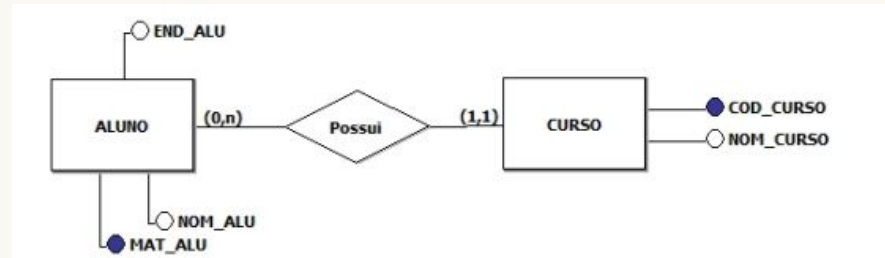 END_ALU
ALUNO
(0,n)
Possui
(1,1)
CURSO
COD_CURSO
NOM_CURSO
NOM_ALU
MAT_ALU